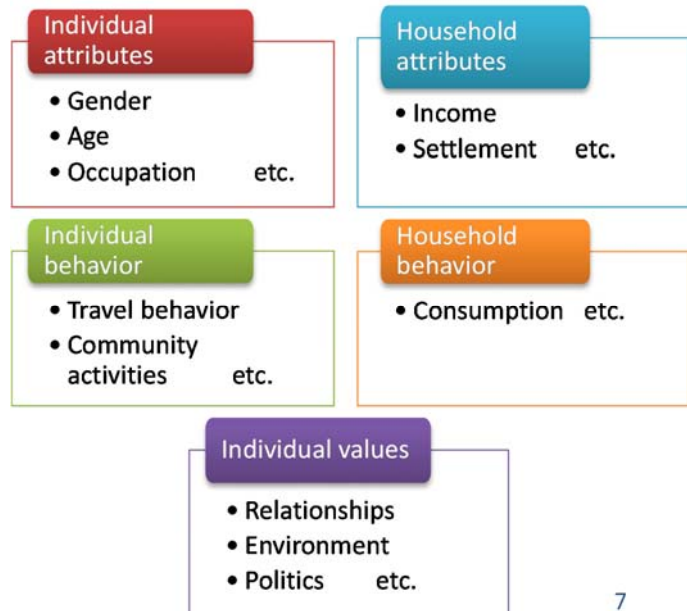 Individual
attributes
• Gender
• Age
• Occupation etc.
Household
attributes
• Income
• Settlement etc.
Individual
behavior
• Travel behavior
• Community
activities etc.
Household
behavior
• Consumption etc.
Individual values
• Relationships
• Environment
• Politics etc.
7